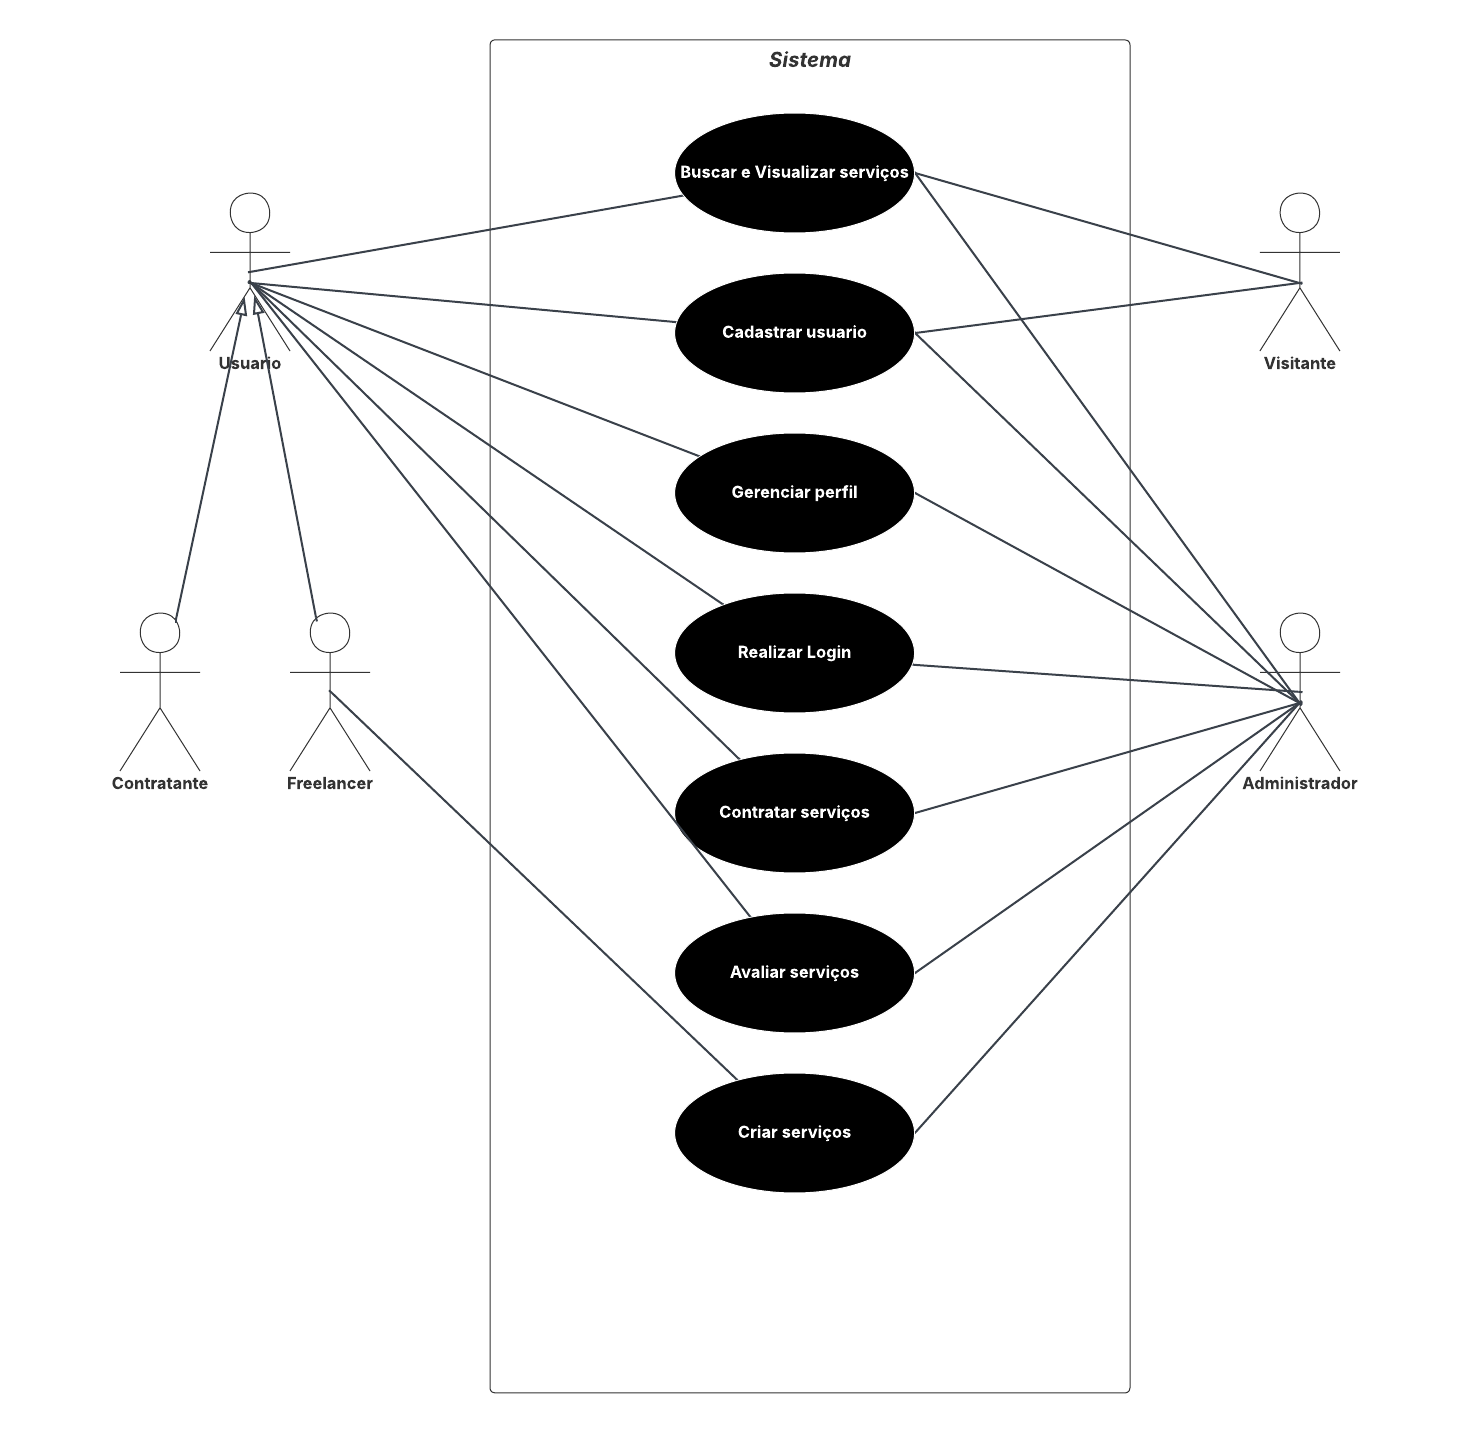 Sistema
Buscar e Visualizar serviços
Usuario
Cadastrar usuario
Visitante
Gerenciar perfil
Realizar Login
Contratante
Freelancer
Administrador
Contratar serviços
Avaliar serviços
Criar serviços